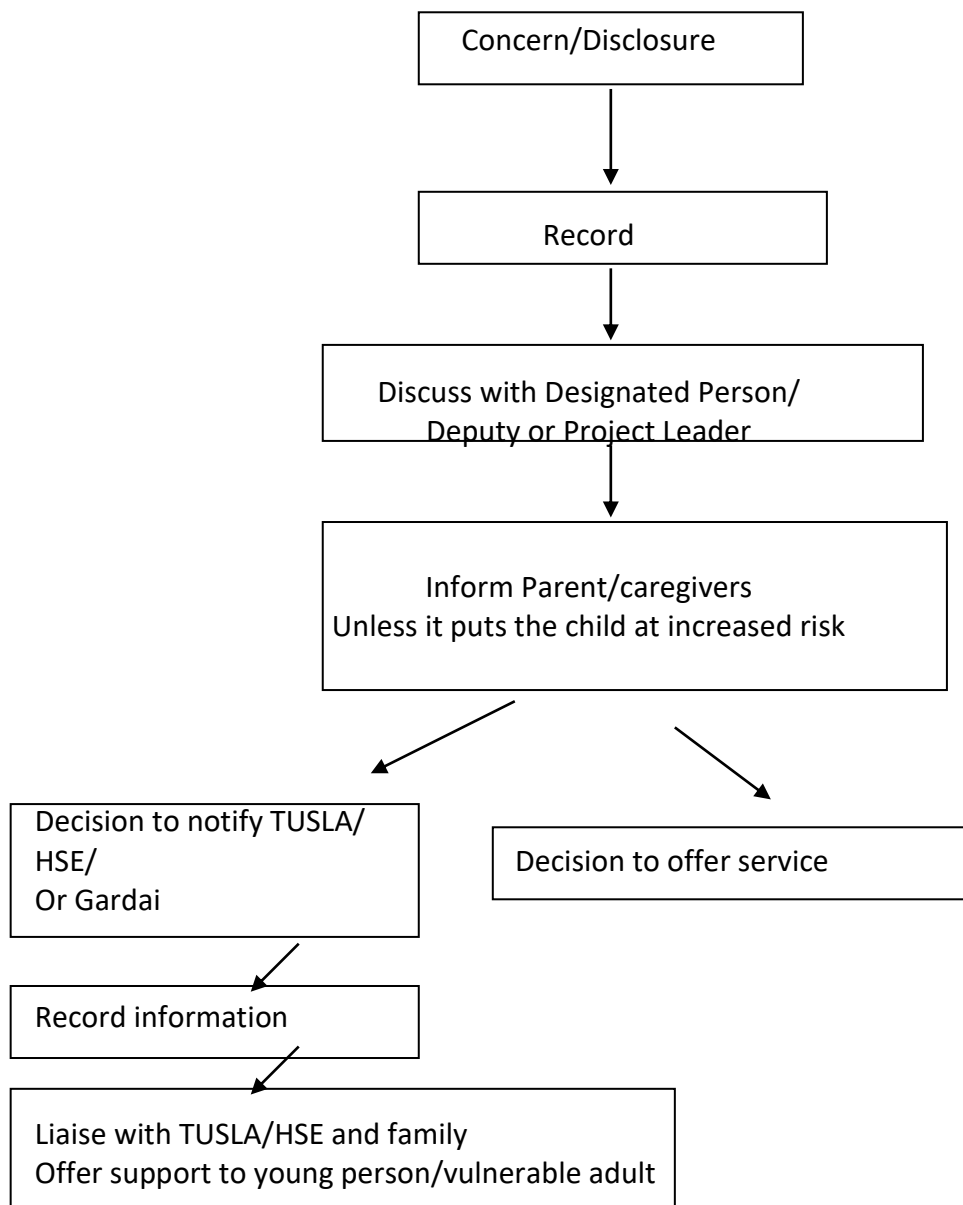 Concern/Disclosure
Record
Discuss with Designated Person/
Deputy or Project Leader
Inform Parent/caregivers
Unless it puts the child at increased risk
Decision to notify TUSLA/
HSE/
Or Gardai
Decision to offer service
Record information
Liaise with TUSLA/HSE and family
Offer support to young person/vulnerable adult